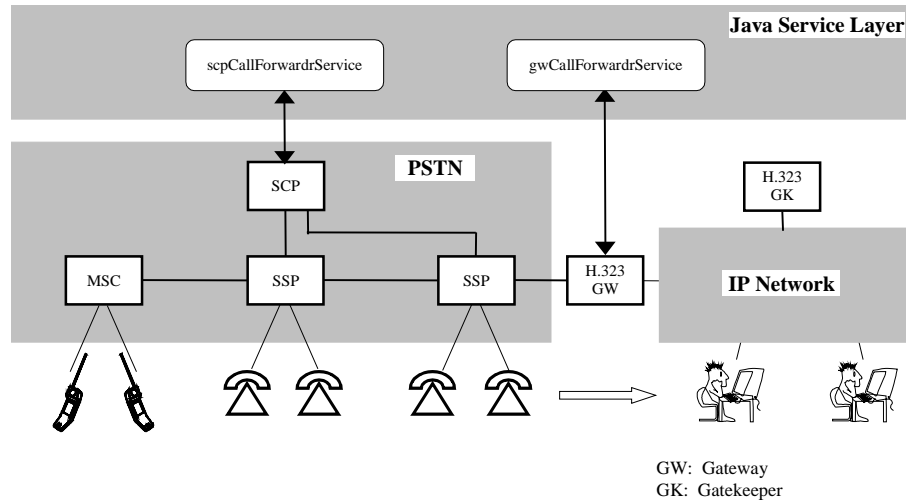 Java Service Layer
scpCallForwardrService
gwCallForwardrService
PSTN
SCP
H.323
GK
MSC
SSP
SSP
H.323
GW
IP Network
GW: Gateway
GK: Gatekeeper